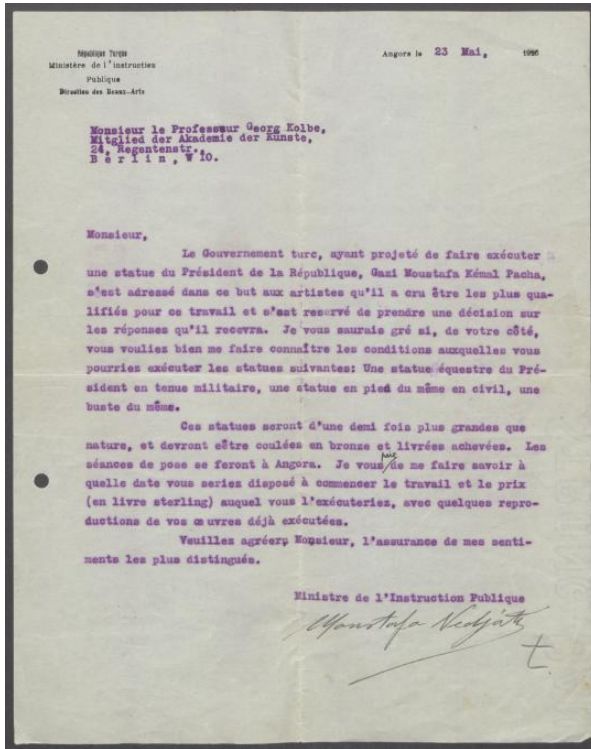 République Turque
Ministère de l'instruction
Publique
Direction des Beaux-Arts
Angora le 23 Mai, 1926
Monsieur le Professeur Georg Kolbe,
Mitglied der Akademie der Künste,
24, Regentenstr.,
Berlin, W 10.
Monsieur,
Le Gouvernement turc, ayant projeté de faire exécuter
une statue du Président de la République, Gazi Moustafa Kémal Pacha,
s'est adressé dans ce but aux artistes qu'il a cru être les plus qua-
lifiés pour ce travail et s'est reservé de prendre une décision sur
les réponses qu'il recevra. Je vous saurais gré si, de votre côté,
vous vouliez bien me faire connaître les conditions auxquelles vous
pourriez exécuter les statues suivantes: Une statue équestre du Pré-
sident en tenue militaire, une statue en pied du même en civil, une
buste du même.
Ces statues seront d'une demi fois plus grandes que
nature, et devront être coulées en bronze et livrées achevées. Les
séances de pose se feront à Angora. Je vous prie de me faire savoir à
quelle date vous seriez disposé à commencer le travail et le prix
(en livre sterling) auquel vous l'exécuteriez, avec quelques repro-
ductions de vos œuvres déjà exécutées.
Veuillez agréer, Monsieur, l'assurance de mes senti-
ments les plus distingués.
Ministre de l'Instruction Publique
Moustafa Nedjati